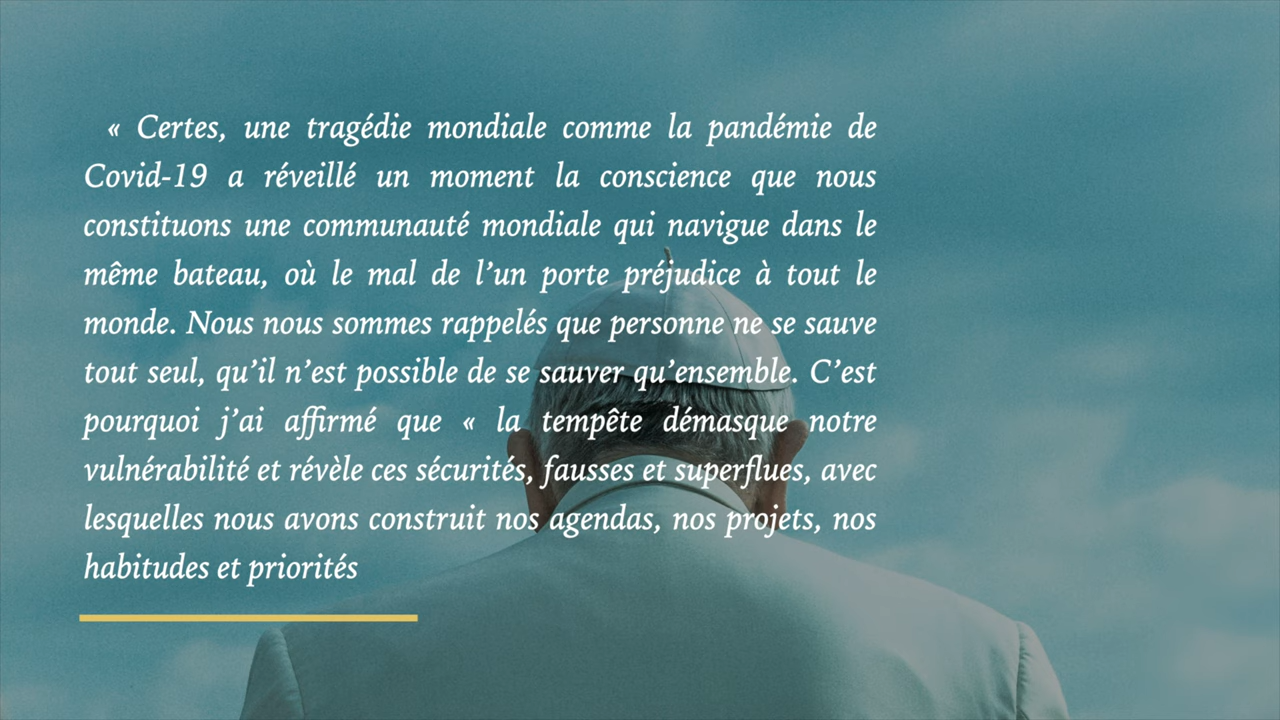 « Certes, une tragédie mondiale comme la pandémie de
Covid-19 a réveillé un moment la conscience que nous
constituons une communauté mondiale qui navigue dans le
même bateau, où le mal de l’un porte préjudice à tout le
monde. Nous nous sommes rappelés que personne ne se sauve
tout seul, qu’il n’est possible de se sauver qu’ensemble. C’est
pourquoi j’ai affirmé que « la tempête démasque notre
vulnérabilité et révèle ces sécurités, fausses et superflues, avec
lesquelles nous avons construit nos agendas, nos projets, nos
habitudes et priorités